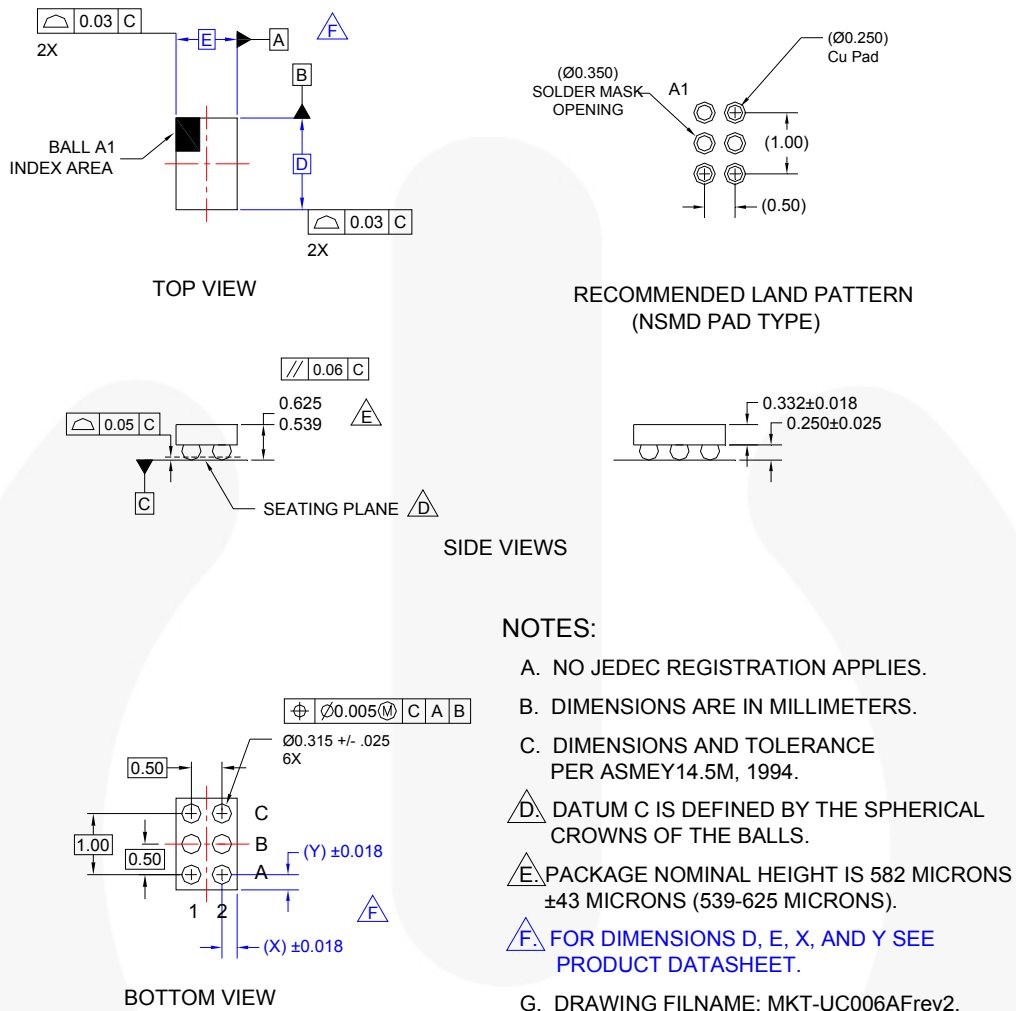 0.03 C
2X
E
A
F
B
BALL A1
INDEX AREA
D
0.03 C
2X
TOP VIEW
(Ø0.250)
Cu Pad
(Ø0.350)
SOLDER MASK
OPENING
A1
(1.00)
(0.50)
RECOMMENDED LAND PATTERN
(NSMD PAD TYPE)
// 0.06 C
0.05 C
0.625
0.539
E
C
SEATING PLANE D
0.332±0.018
0.250±0.025
SIDE VIEWS
⌖ Ø0.005Ⓜ C A B
Ø0.315 +/- .025
6X
0.50
1.00
0.50
C
B
A
1 2
(Y) ±0.018
F
(X) ±0.018
BOTTOM VIEW
NOTES:
A. NO JEDEC REGISTRATION APPLIES.
B. DIMENSIONS ARE IN MILLIMETERS.
C. DIMENSIONS AND TOLERANCE
PER ASMEY14.5M, 1994.
D. DATUM C IS DEFINED BY THE SPHERICAL
CROWNS OF THE BALLS.
E. PACKAGE NOMINAL HEIGHT IS 582 MICRONS
±43 MICRONS (539-625 MICRONS).
F. FOR DIMENSIONS D, E, X, AND Y SEE
PRODUCT DATASHEET.
G. DRAWING FILNAME: MKT-UC006AFrev2.